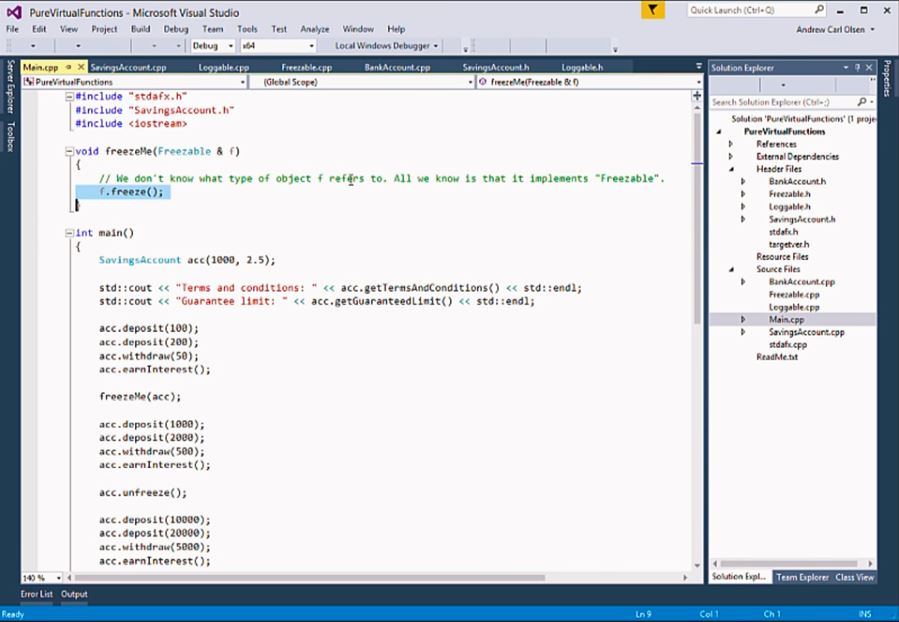 PureVirtualFunctions - Microsoft Visual Studio
Quick Launch (Ctrl+Q)
File Edit View Project Build Debug Team Tools Test Analyze Window Help
Andrew Carl Olsen
Debug x64 Local Windows Debugger
Server Explorer
Toolbox
Main.cpp SavingsAccount.cpp Loggable.cpp Freezable.cpp BankAccount.cpp SavingsAccount.h Loggable.h
PureVirtualFunctions (Global Scope) freezeMe(Freezable & f)
#include "stdafx.h"
#include "SavingsAccount.h"
#include <iostream>
void freezeMe(Freezable & f)
{
// We don't know what type of object f refers to. All we know is that it implements "Freezable".
f.freeze();
}
int main()
{
SavingsAccount acc(1000, 2.5);
std::cout << "Terms and conditions: " << acc.getTermsAndConditions() << std::endl;
std::cout << "Guarantee limit: " << acc.getGuaranteedLimit() << std::endl;
acc.deposit(100);
acc.deposit(200);
acc.withdraw(50);
acc.earnInterest();
freezeMe(acc);
acc.deposit(1000);
acc.deposit(2000);
acc.withdraw(500);
acc.earnInterest();
acc.unfreeze();
acc.deposit(10000);
acc.deposit(20000);
acc.withdraw(5000);
acc.earnInterest();
140 %
Solution Explorer
Search Solution Explorer (Ctrl+;)
Solution 'PureVirtualFunctions' (1 proje
PureVirtualFunctions
References
External Dependencies
Header Files
BankAccount.h
Freezable.h
Loggable.h
SavingsAccount.h
stdafx.h
targetver.h
Resource Files
Source Files
BankAccount.cpp
Freezable.cpp
Loggable.cpp
Main.cpp
SavingsAccount.cpp
stdafx.cpp
ReadMe.txt
Solution Expl... Team Explorer Class View
Properties
Error List Output
Ready Ln 9 Col 1 Ch 1 INS